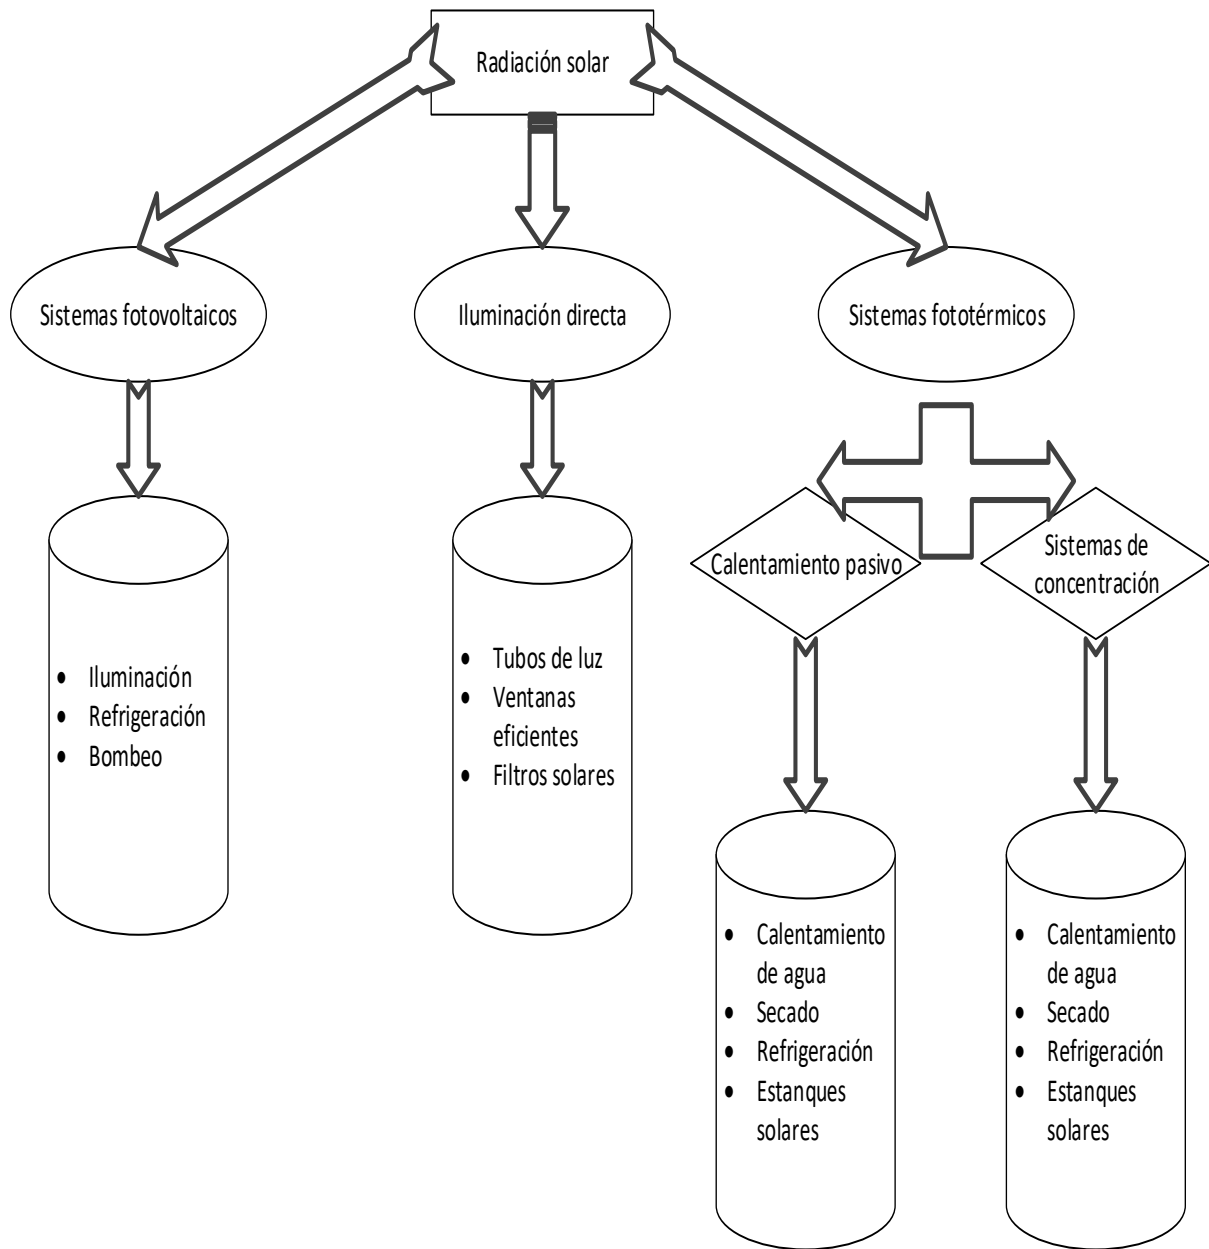 Radiación solar
Sistemas fotovoltaicos
Iluminación directa
Sistemas fototérmicos
Calentamiento pasivo
Sistemas de
concentración
• Iluminación
• Refrigeración
• Bombeo
• Tubos de luz
• Ventanas
eficientes
• Filtros solares
• Calentamiento
de agua
• Secado
• Refrigeración
• Estanques
solares
• Calentamiento
de agua
• Secado
• Refrigeración
• Estanques
solares